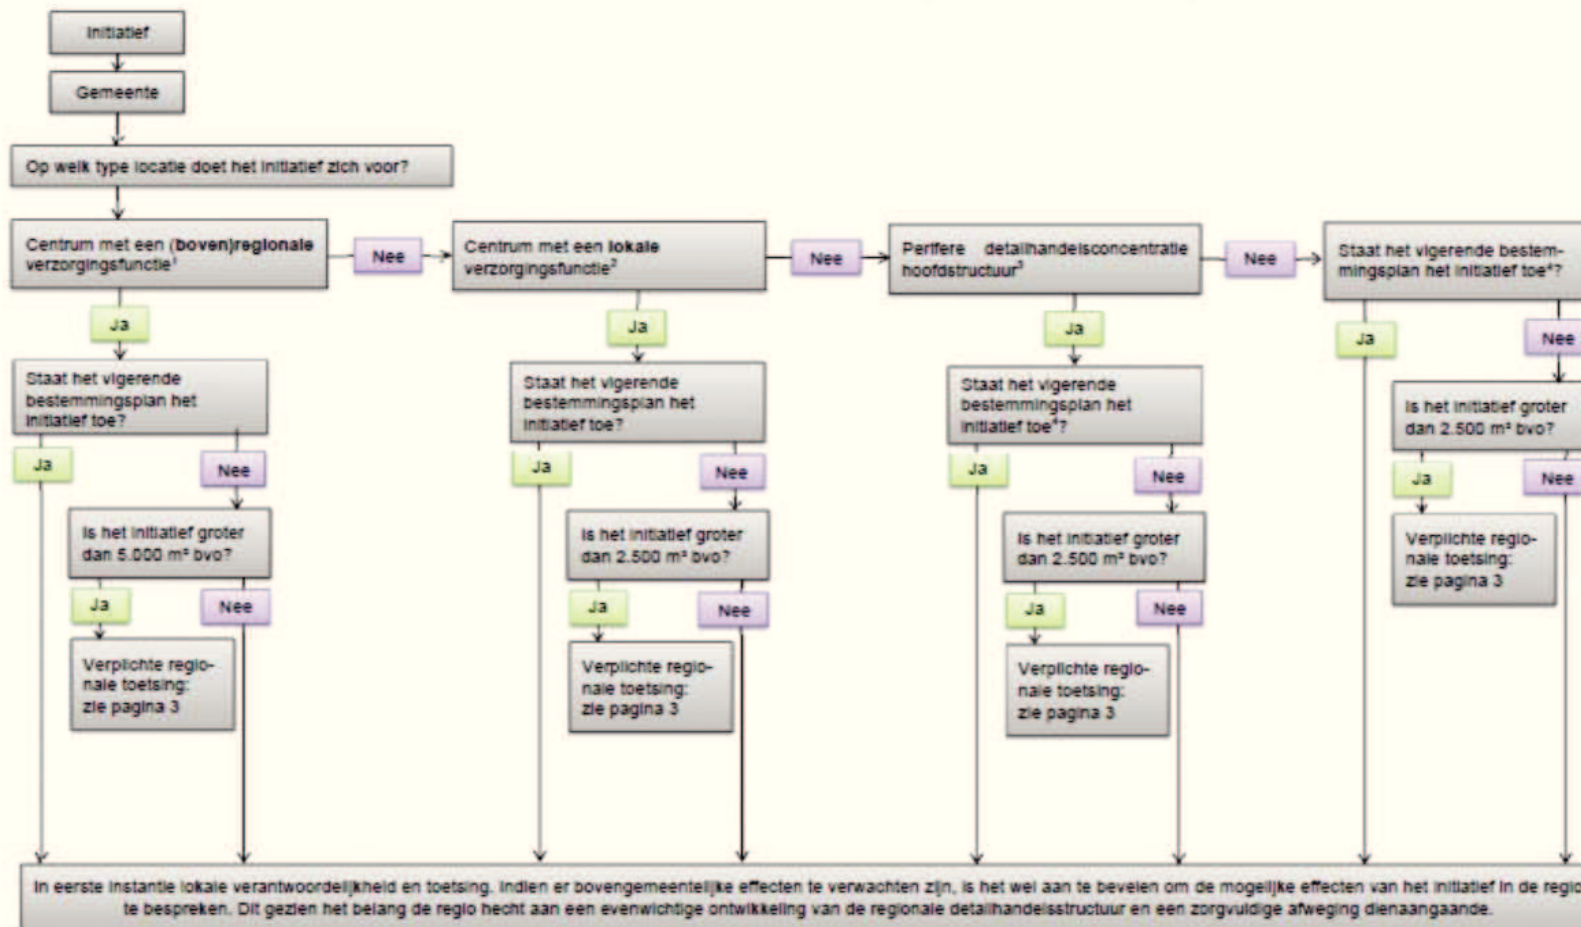 Initiatief
Gemeente
Op welk type locatie doet het initiatief zich voor?
Centrum met een (boven)regionale
verzorgingsfunctie¹
Nee
Centrum met een lokale
verzorgingsfunctie²
Nee
Perifere detailhandelsconcentratie
hoofdstructuur³
Nee
Staat het vigerende bestem-
mingsplan het initiatief toe⁴?
Ja
Staat het vigerende
bestemmingsplan het
initiatief toe?
Ja
Nee
Is het initiatief groter
dan 5.000 m² bvo?
Ja
Nee
Verplichte regio-
nale toetsing:
zie pagina 3
Ja
Staat het vigerende
bestemmingsplan het
initiatief toe?
Ja
Nee
Is het initiatief groter
dan 2.500 m² bvo?
Ja
Nee
Verplichte regio-
nale toetsing:
zie pagina 3
Ja
Staat het vigerende
bestemmingsplan het
initiatief toe⁴?
Ja
Nee
Is het initiatief groter
dan 2.500 m² bvo?
Ja
Nee
Verplichte regio-
nale toetsing:
zie pagina 3
Ja
Nee
Is het initiatief groter
dan 2.500 m² bvo?
Ja
Nee
Verplichte regio-
nale toetsing:
zie pagina 3
In eerste instantie lokale verantwoordelijkheid en toetsing. Indien er bovengemeentelijke effecten te verwachten zijn, is het wel aan te bevelen om de mogelijke effecten van het initiatief in de regio
te bespreken. Dit gezien het belang de regio hecht aan een evenwichtige ontwikkeling van de regionale detailhandelsstructuur en een zorgvuldige afweging dienaangaande.